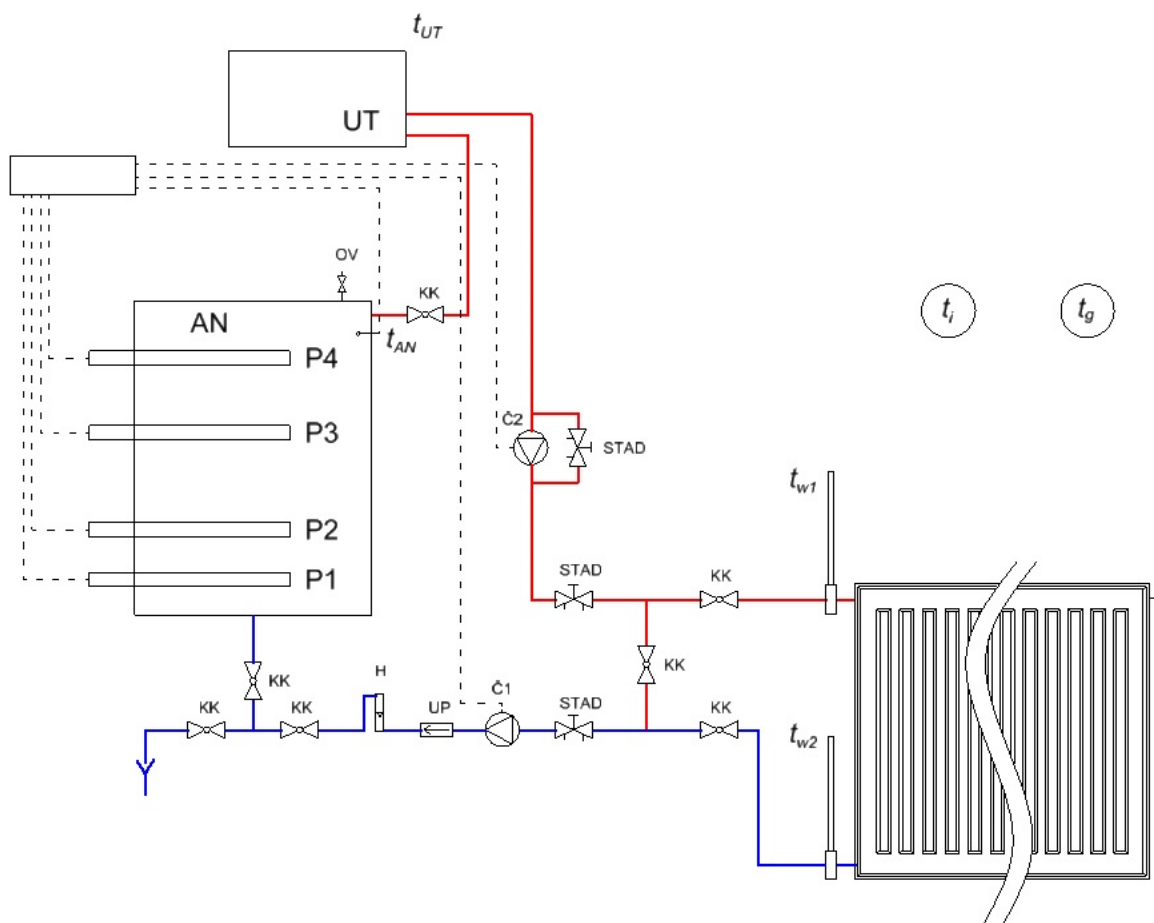 t_UT
UT
OV
KK
AN
t_AN
t_i
t_g
P4
P3
Č2
STAD
t_w1
P2
P1
STAD
KK
KK
KK
H
Č1
STAD
KK
KK
UP
KK
t_w2